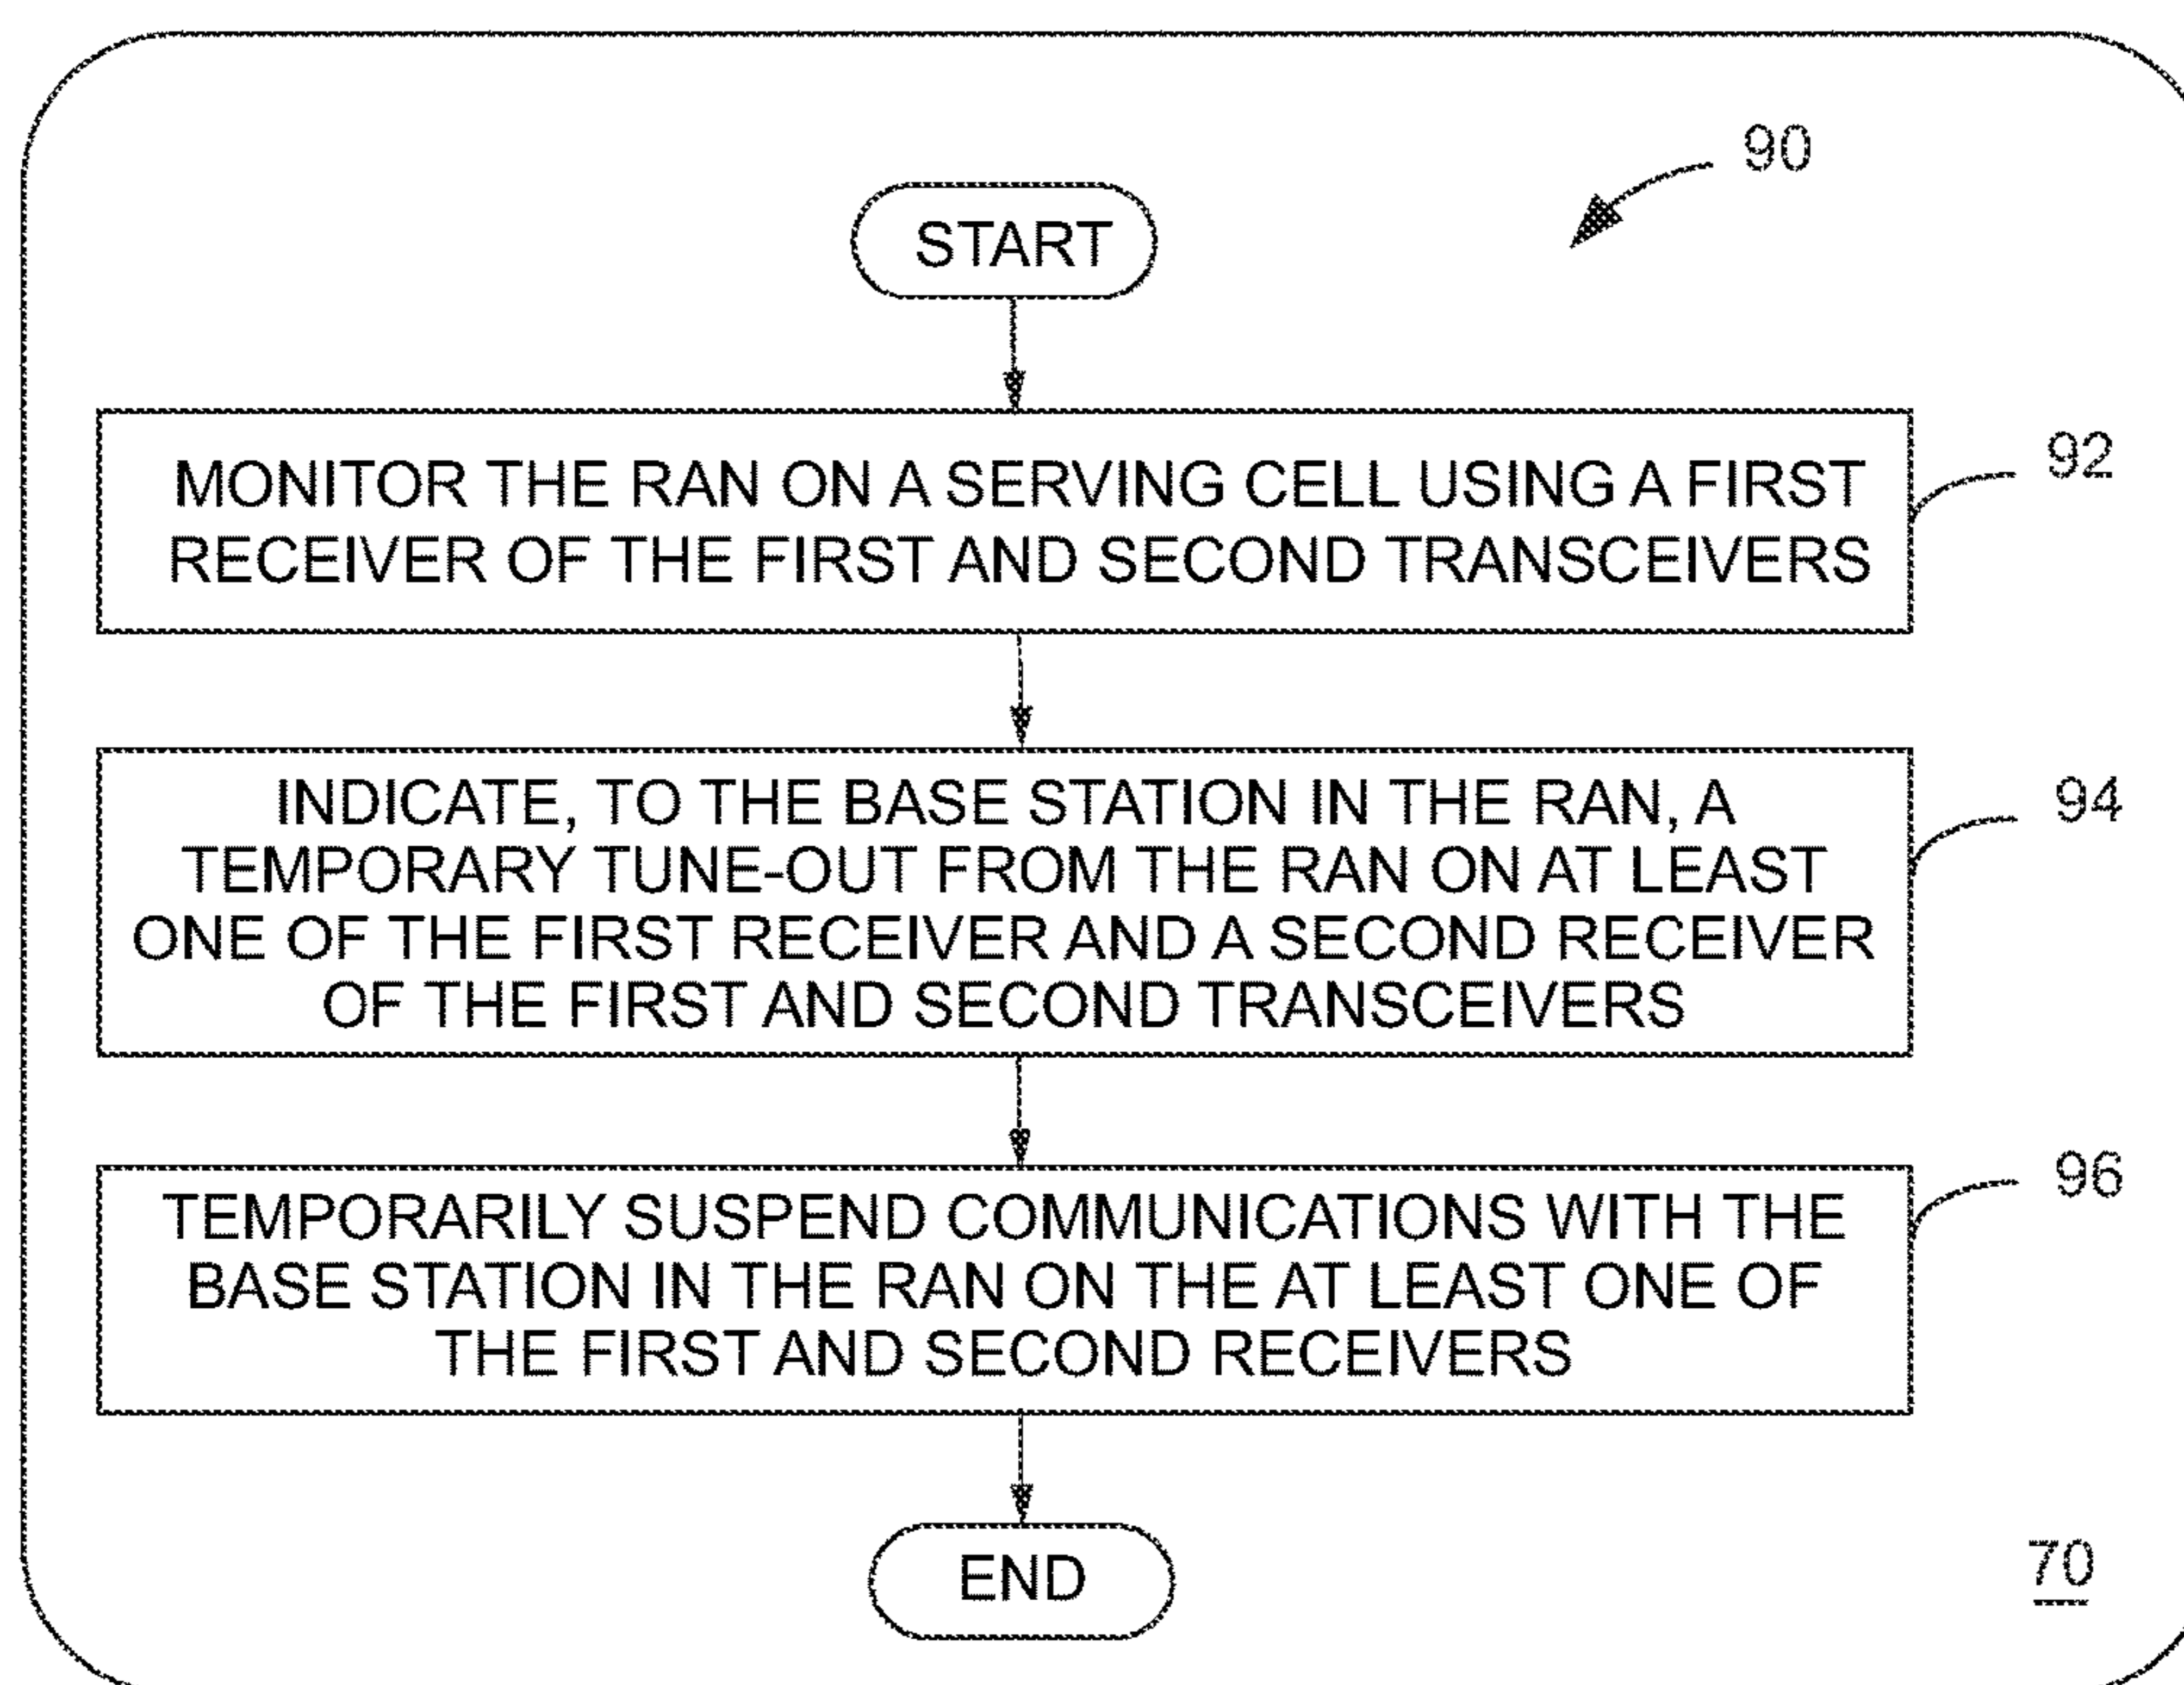 90
START
MONITOR THE RAN ON A SERVING CELL USING A FIRST
RECEIVER OF THE FIRST AND SECOND TRANSCEIVERS
92
INDICATE, TO THE BASE STATION IN THE RAN, A
TEMPORARY TUNE-OUT FROM THE RAN ON AT LEAST
ONE OF THE FIRST RECEIVER AND A SECOND RECEIVER
OF THE FIRST AND SECOND TRANSCEIVERS
94
TEMPORARILY SUSPEND COMMUNICATIONS WITH THE
BASE STATION IN THE RAN ON THE AT LEAST ONE OF
THE FIRST AND SECOND RECEIVERS
96
END
70